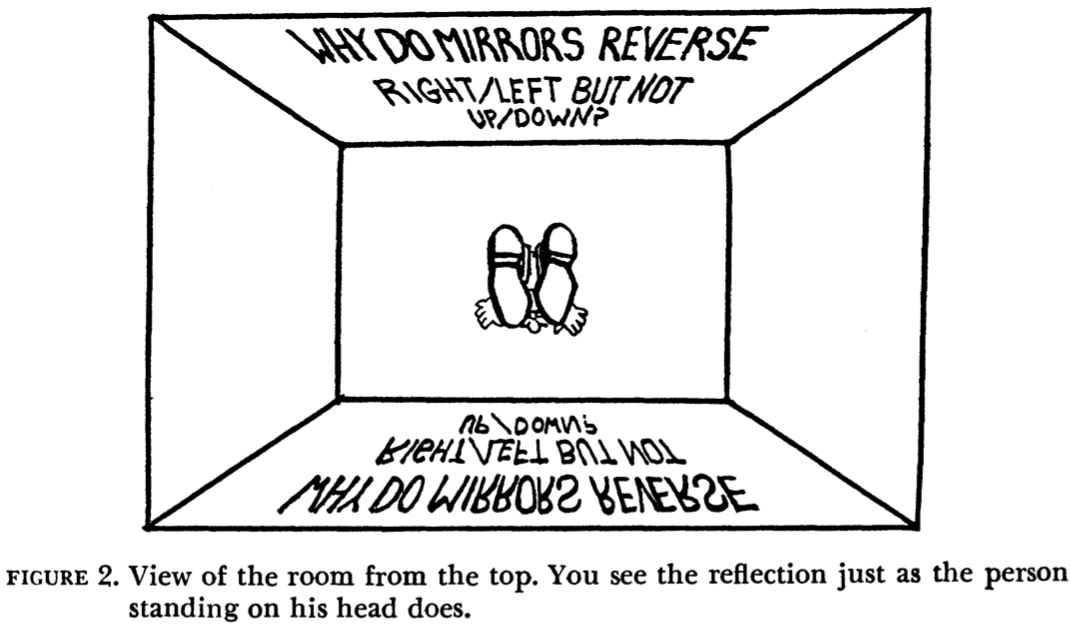 WHY DO MIRRORS REVERSE
RIGHT/LEFT BUT NOT
UP/DOWN?
UP/DOWN?
RIGHT/LEFT BUT NOT
WHY DO MIRRORS REVERSE
FIGURE 2. View of the room from the top. You see the reflection just as the person
standing on his head does.